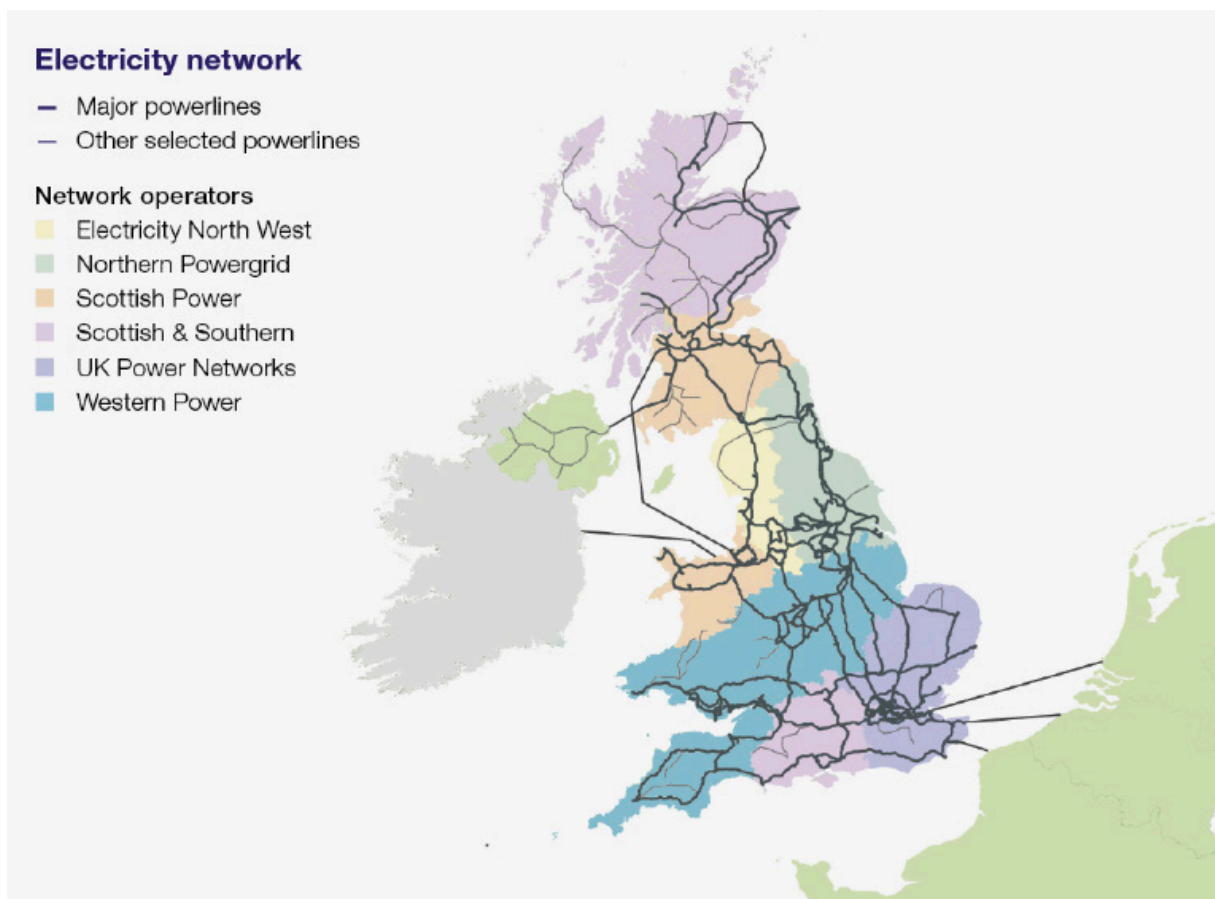 Electricity network
Major powerlines
Other selected powerlines
Network operators
Electricity North West
Northern Powergrid
Scottish Power
Scottish & Southern
UK Power Networks
Western Power